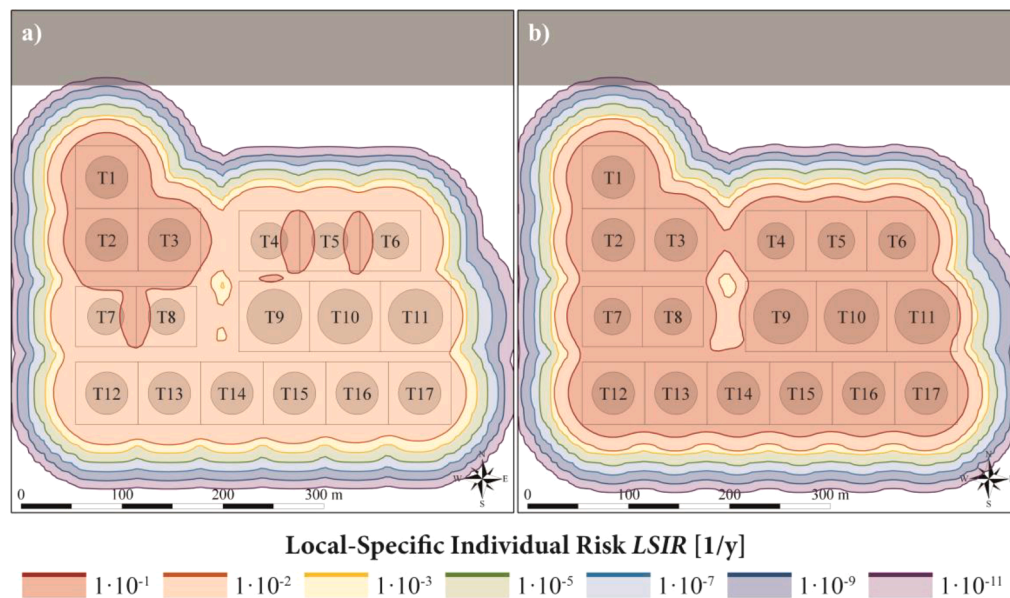 a)
T1
T2 T3 T4 T5 T6
T7 T8 T9 T10 T11
T12 T13 T14 T15 T16 T17
N
W E
S
0 100 200 300 m
b)
T1
T2 T3 T4 T5 T6
T7 T8 T9 T10 T11
T12 T13 T14 T15 T16 T17
N
W E
S
0 100 200 300 m
Local-Specific Individual Risk LSIR [1/y]
1·10⁻¹ 1·10⁻² 1·10⁻³ 1·10⁻⁵ 1·10⁻⁷ 1·10⁻⁹ 1·10⁻¹¹